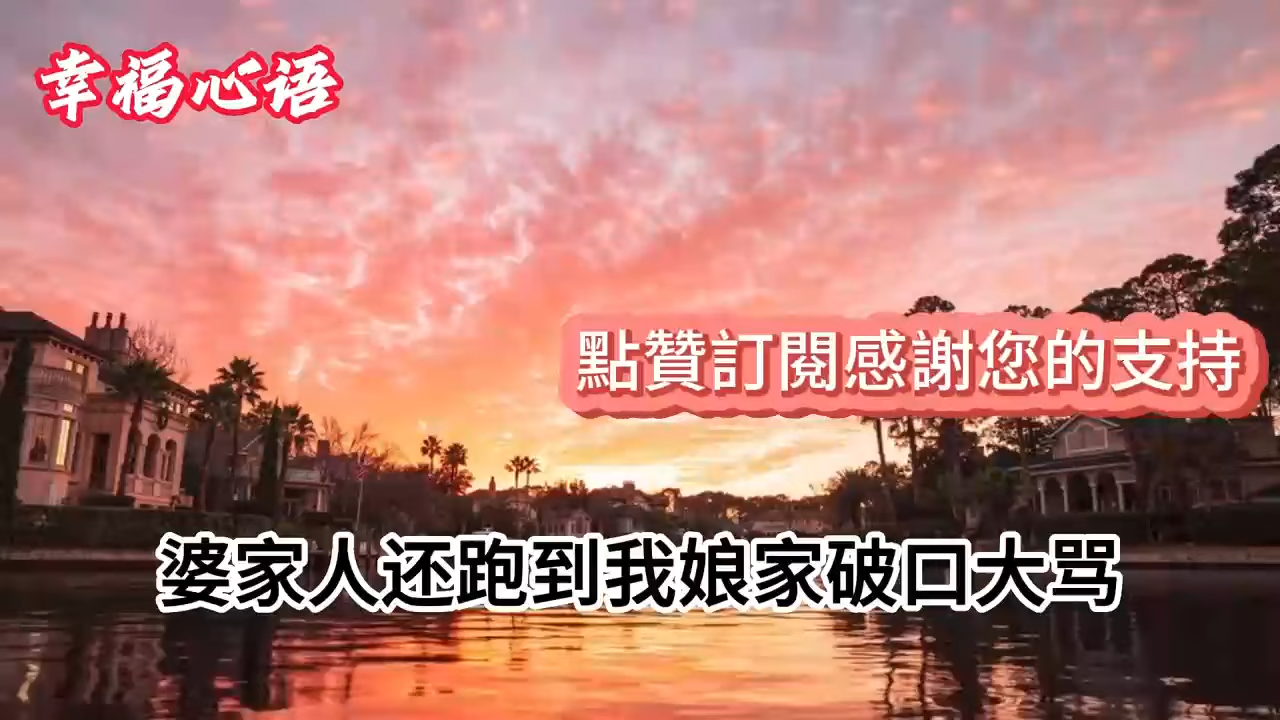 幸福心语
點贊訂閱感謝您的支持
婆家人还跑到我娘家破口大骂